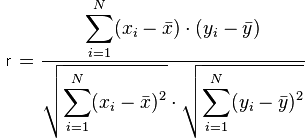 r = \frac{\sum_{i=1}^{N}(x_i - \bar{x}) \cdot (y_i - \bar{y})}{\sqrt{\sum_{i=1}^{N}(x_i - \bar{x})^2} \cdot \sqrt{\sum_{i=1}^{N}(y_i - \bar{y})^2}}